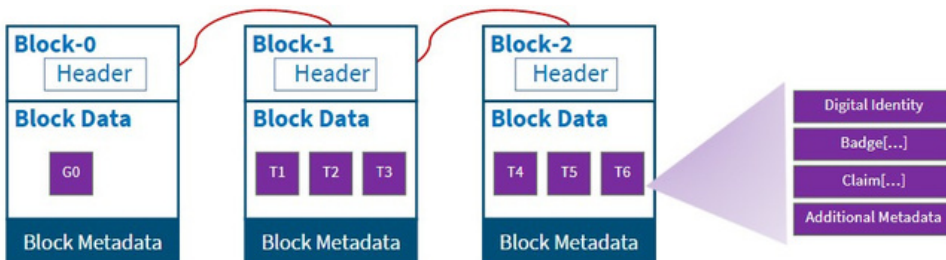 Block-0
Header
Block Data
G0
Block Metadata
Block-1
Header
Block Data
T1 T2 T3
Block Metadata
Block-2
Header
Block Data
T4 T5 T6
Block Metadata
Digital Identity
Badge[...]
Claim[...]
Additional Metadata